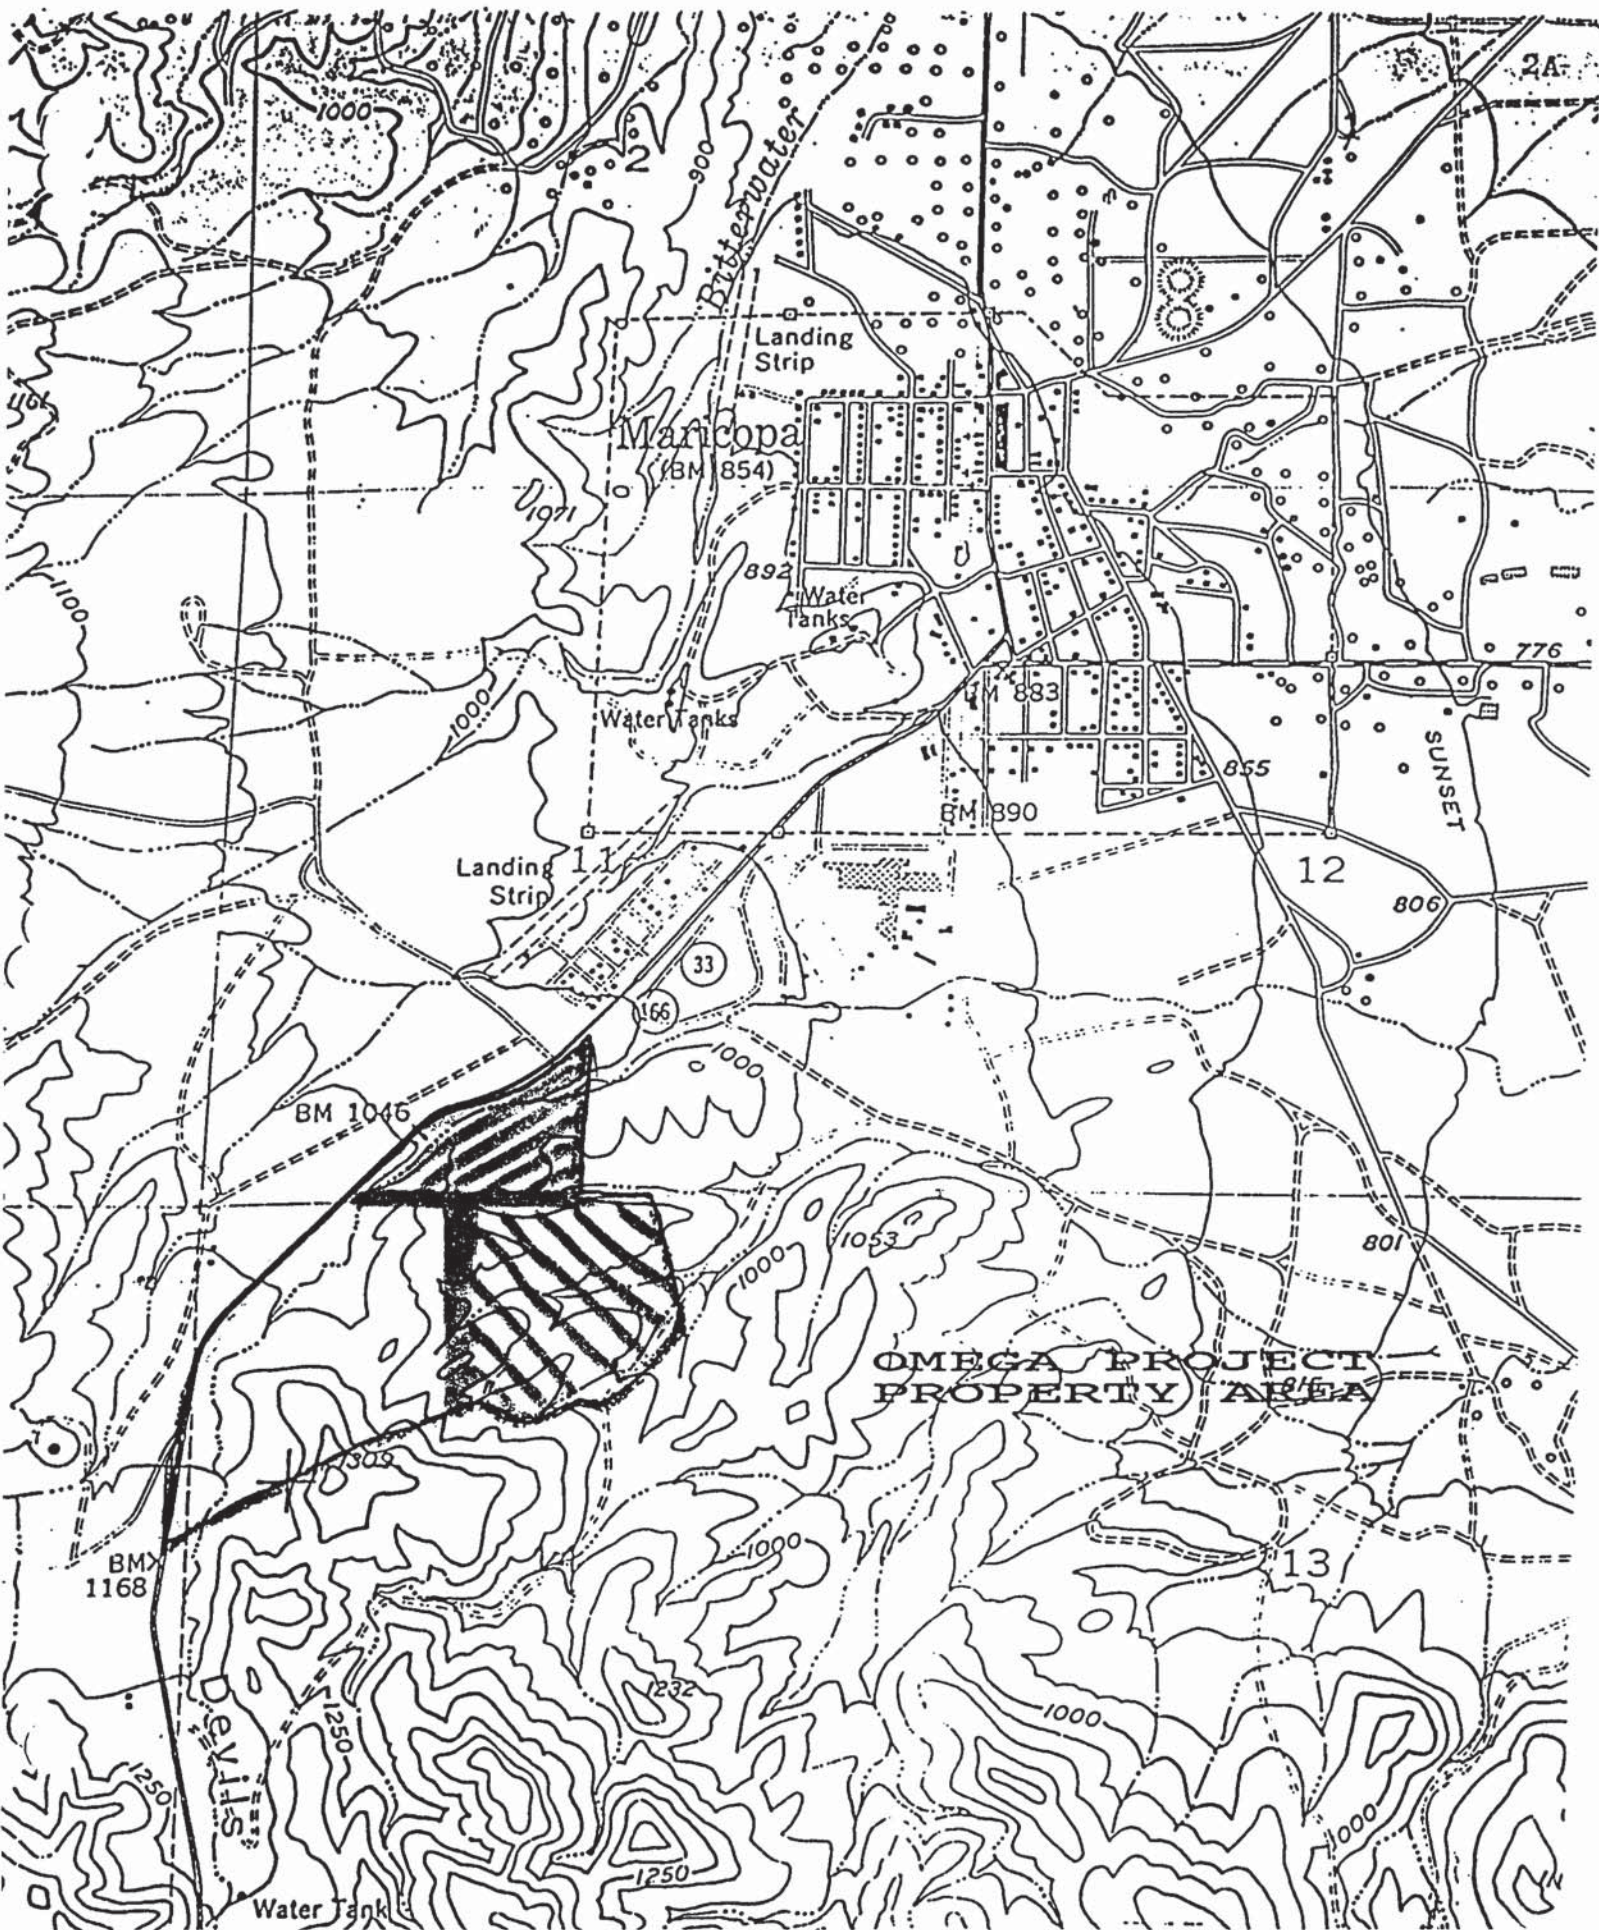 2A
1000
2
900
Bitterwater
Landing
Strip
Maricopa
(BM 854)
1971
892
1100
Water
Tanks
776
BM 883
1000
Water Tanks
SUNSET
865
BM 890
Landing
Strip
11
12
806
33
166
1000
BM 1046
1053
801
1000
OMEGA PROJECT
PROPERTY AREA
1309
1000
BM
1168
13
Devils
1232
1250
1000
1250
1000
1250
Water Tank